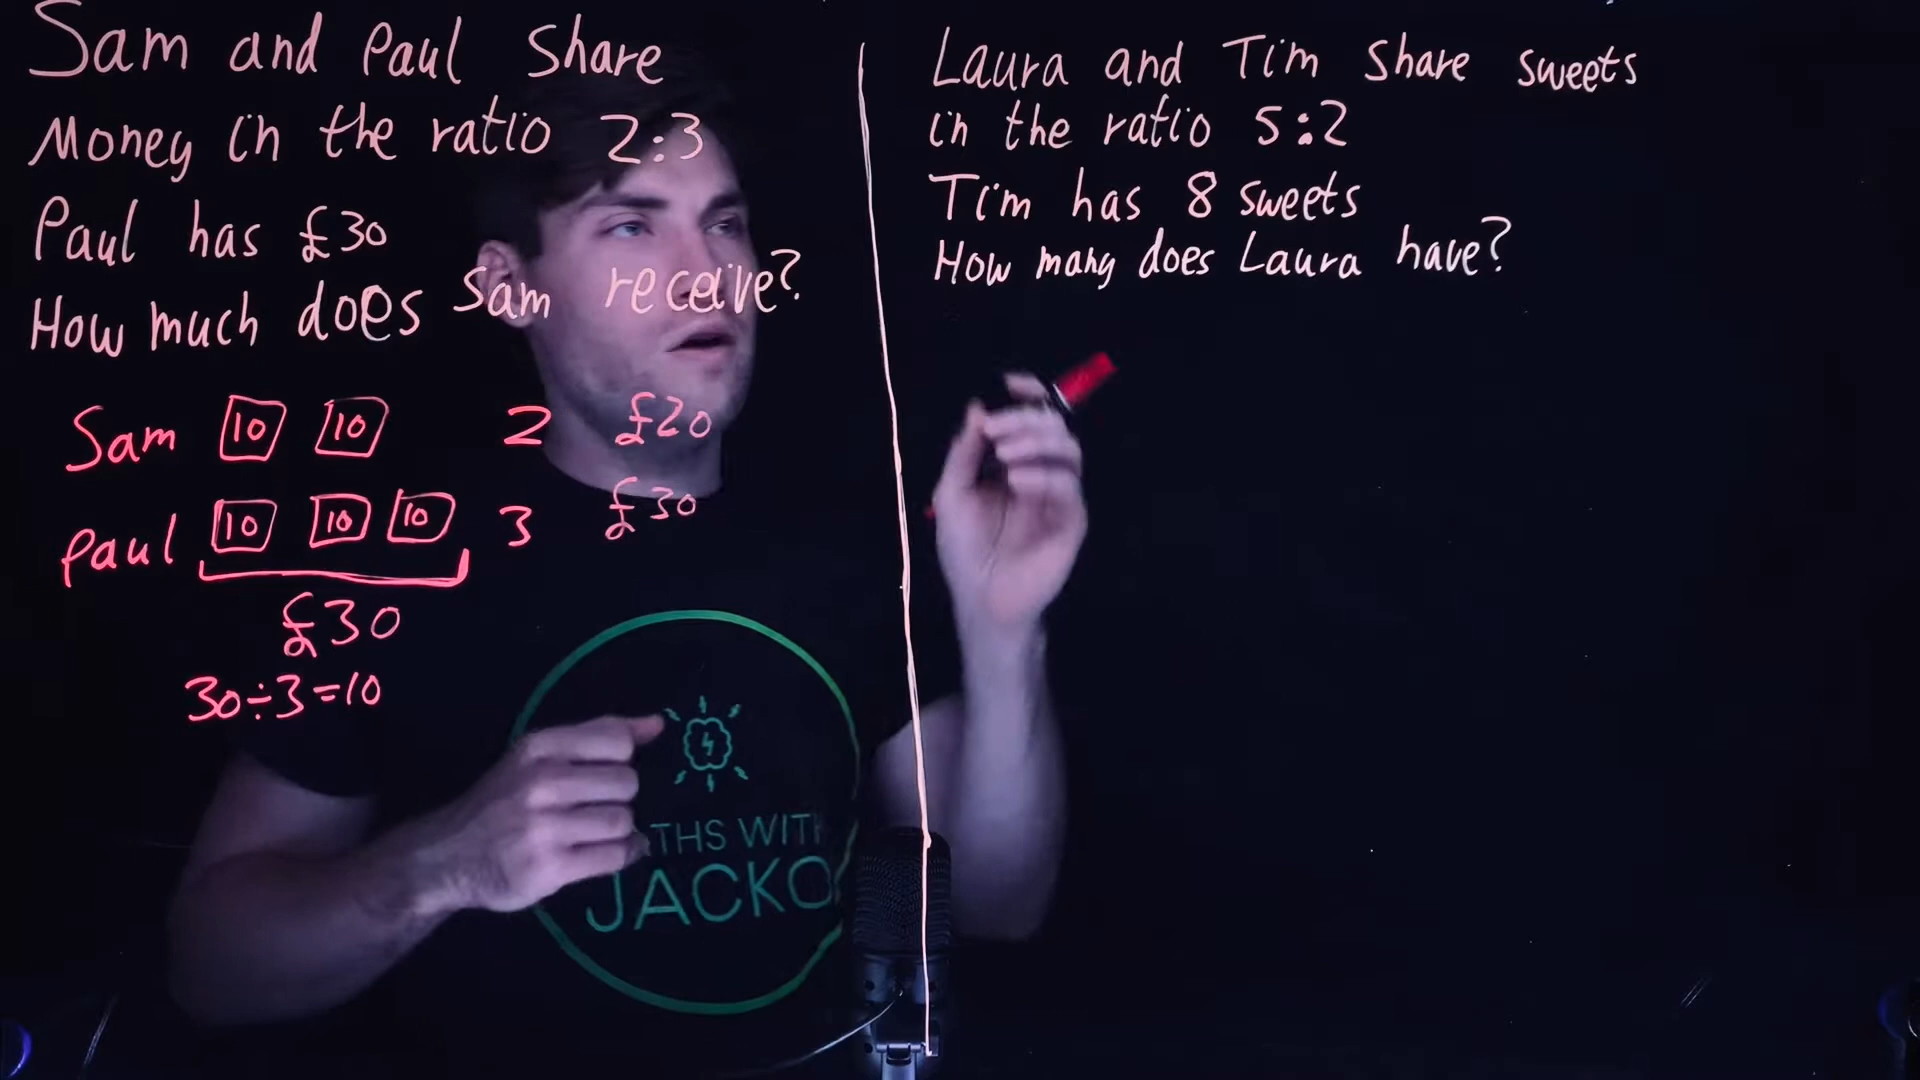 Sam and Paul share
Money in the ratio 2:3
Paul has £30
How much does Sam receive?
Sam 10 10 2 £20
Paul 10 10 10 3 £30
£30
30÷3=10
Laura and Tim share sweets
in the ratio 5:2
Tim has 8 sweets
How many does Laura have?
THS WITH
JACKO